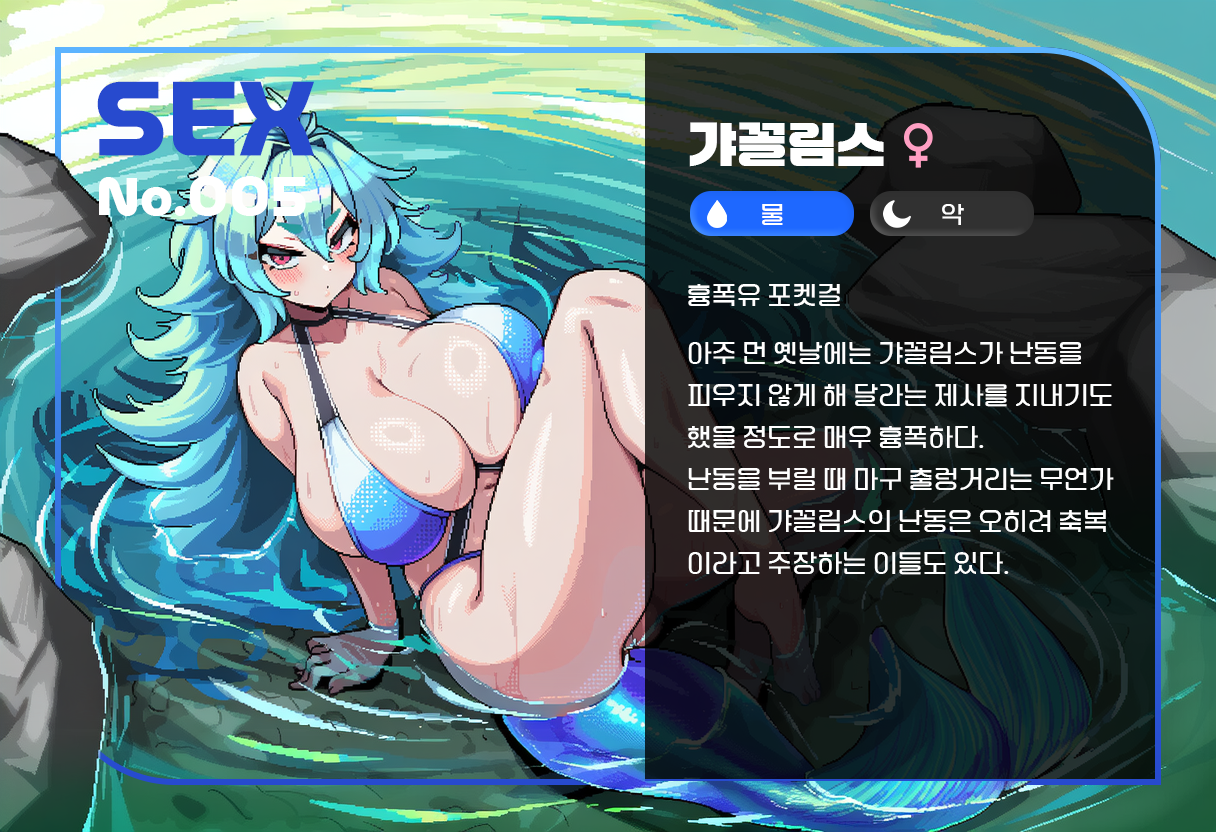 SEX
No.005
갸꼴림스 ♀
물 악
흉폭유 포켓걸
아주 먼 옛날에는 갸꼴림스가 난동을
피우지 않게 해 달라는 제사를 지내기도
했을 정도로 매우 흉폭하다.
난동을 부릴 때 마구 출렁거리는 무언가
때문에 갸꼴림스의 난동은 오히려 축복
이라고 주장하는 이들도 있다.